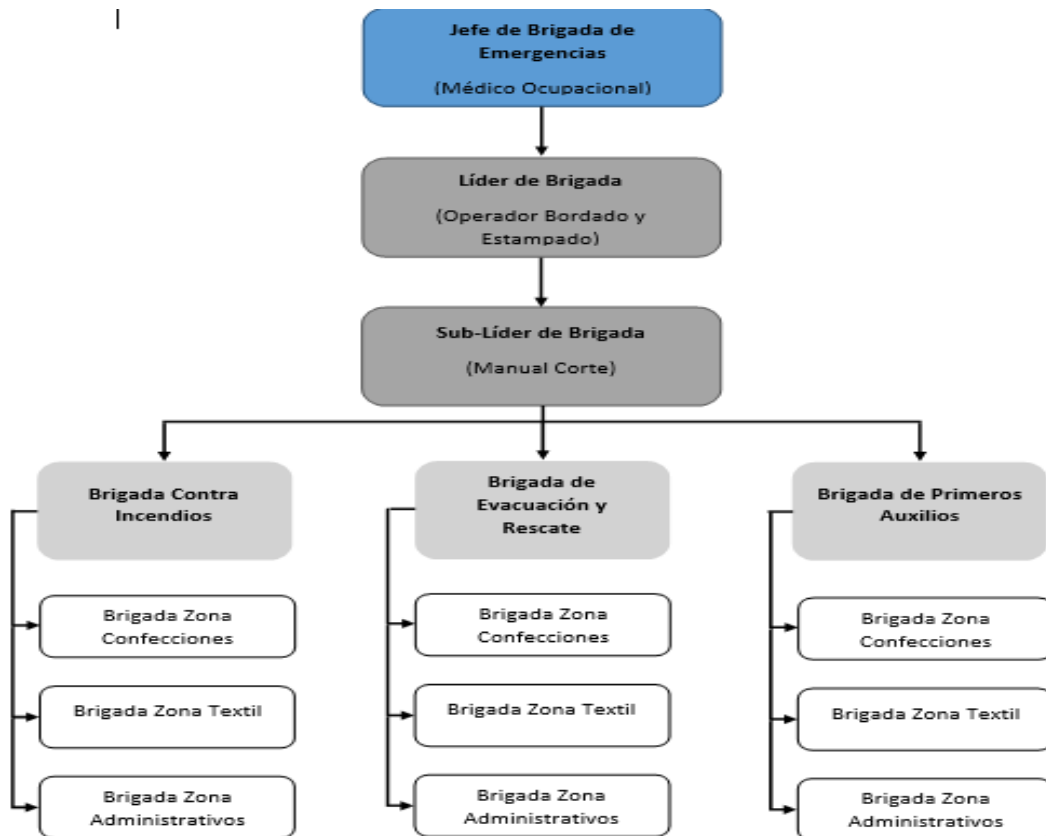 Jefe de Brigada de
Emergencias
(Médico Ocupacional)
Líder de Brigada
(Operador Bordado y
Estampado)
Sub-Líder de Brigada
(Manual Corte)
Brigada Contra
Incendios
Brigada Zona
Confecciones
Brigada Zona Textil
Brigada Zona
Administrativos
Brigada de
Evacuación y
Rescate
Brigada Zona
Confecciones
Brigada Zona Textil
Brigada Zona
Administrativos
Brigada de Primeros
Auxilios
Brigada Zona
Confecciones
Brigada Zona Textil
Brigada Zona
Administrativos